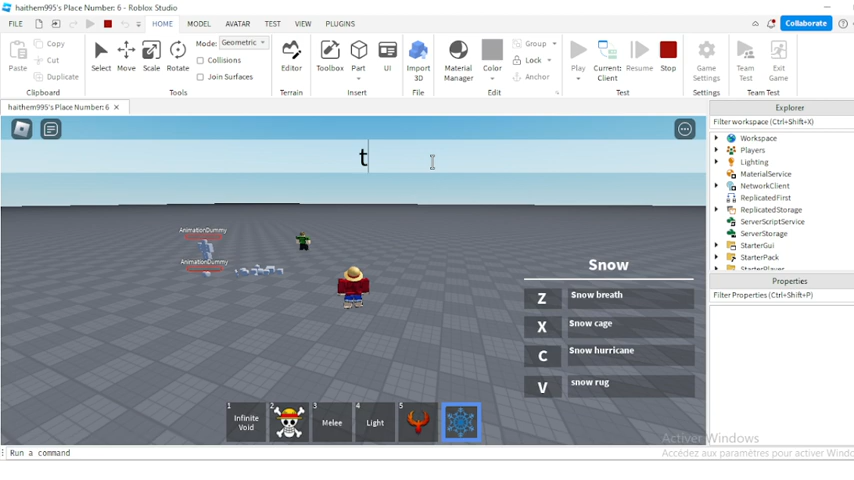 haithem995's Place Number: 6 - Roblox Studio
FILE HOME MODEL AVATAR TEST VIEW PLUGINS Collaborate
Paste Copy Cut Duplicate
Select Move Scale Rotate
Mode: Geometric
Collisions
Join Surfaces
Editor
Toolbox Part UI
Import 3D
Material Manager Color
Group
Lock
Anchor
Play Current: Client Resume Stop
Game Settings
Team Test Exit Game
Clipboard Tools Terrain Insert File Edit Test Settings Team Test
haithem995's Place Number: 6
t
AnimationDummy
AnimationDummy
Snow
Z Snow breath
X Snow cage
C Snow hurricane
V snow rug
1 Infinite Void
2
3 Melee
4 Light
5
Explorer
Filter workspace (Ctrl+Shift+X)
Workspace
Players
Lighting
MaterialService
NetworkClient
ReplicatedFirst
ReplicatedStorage
ServerScriptService
ServerStorage
StarterGui
StarterPack
StarterPlayer
Properties
Filter Properties (Ctrl+Shift+P)
Activer Windows
Accédez aux paramètres pour activer Windo
Run a command